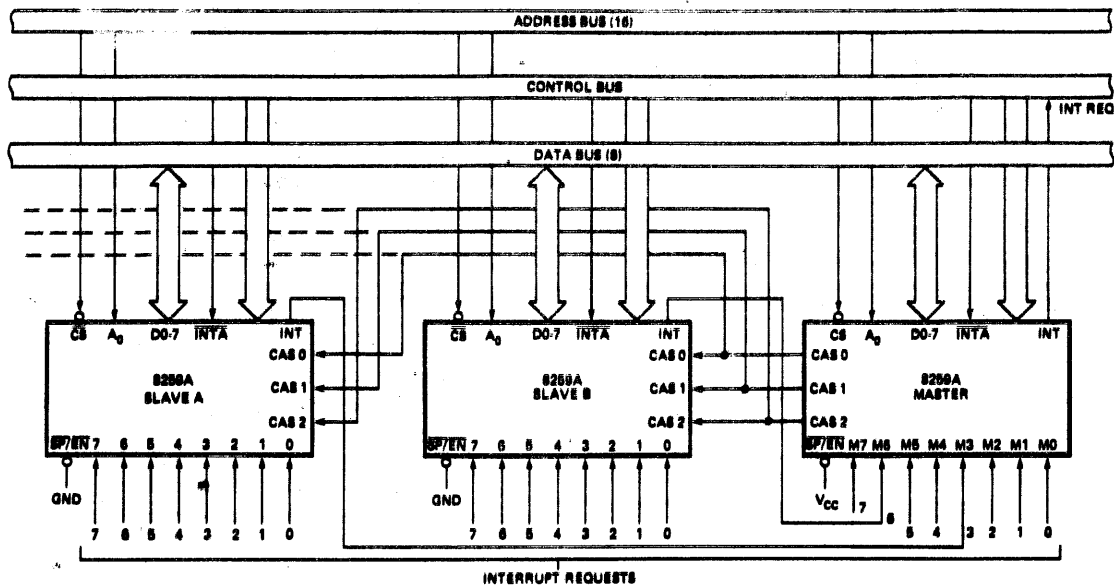 ADDRESS BUS (16)
CONTROL BUS
INT REQ
DATA BUS (8)
CS A0 D0-7 INTA INT
CS A0 D0-7 INTA INT
CS A0 D0-7 INTA INT
CAS 0
CAS 1
CAS 2
8259A
SLAVE A
CAS 0
CAS 1
CAS 2
8259A
SLAVE B
CAS 0
CAS 1
CAS 2
8259A
MASTER
SP/EN 7 6 5 4 3 2 1 0
SP/EN 7 6 5 4 3 2 1 0
SP/EN M7 M6 M5 M4 M3 M2 M1 M0
GND
GND
VCC
7 6 5 4 3 2 1 0
7 6 5 4 3 2 1 0
7 6 5 4 3 2 1 0
INTERRUPT REQUESTS